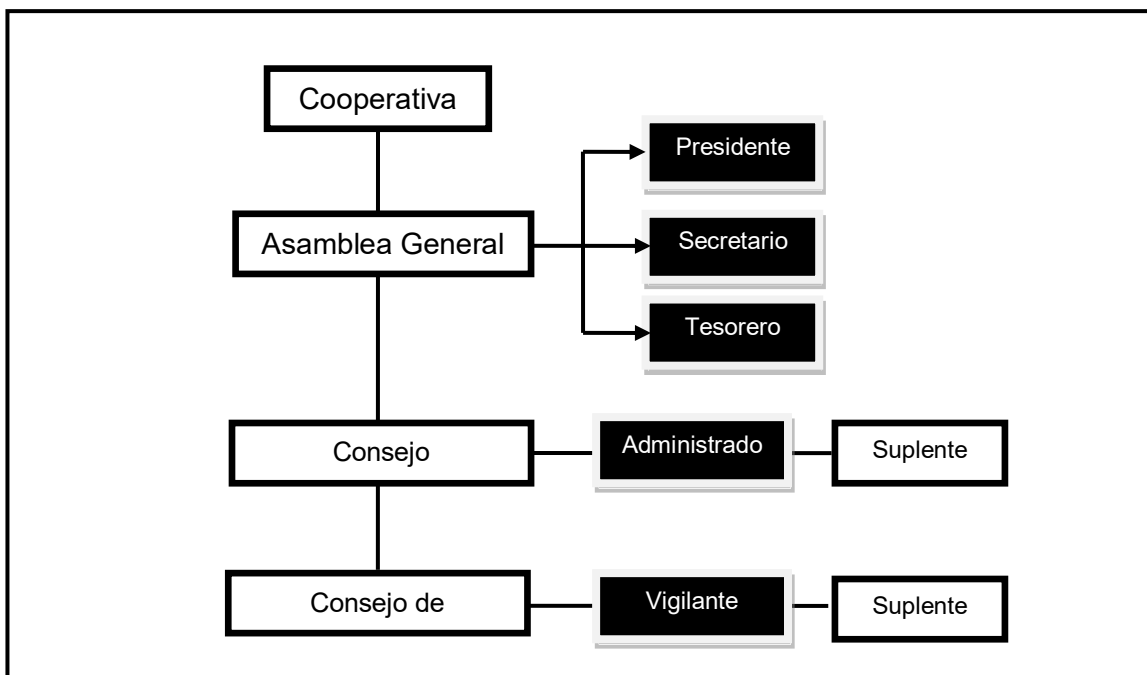 Cooperativa
Presidente
Asamblea General
Secretario
Tesorero
Consejo
Administrado
Suplente
Consejo de
Vigilante
Suplente